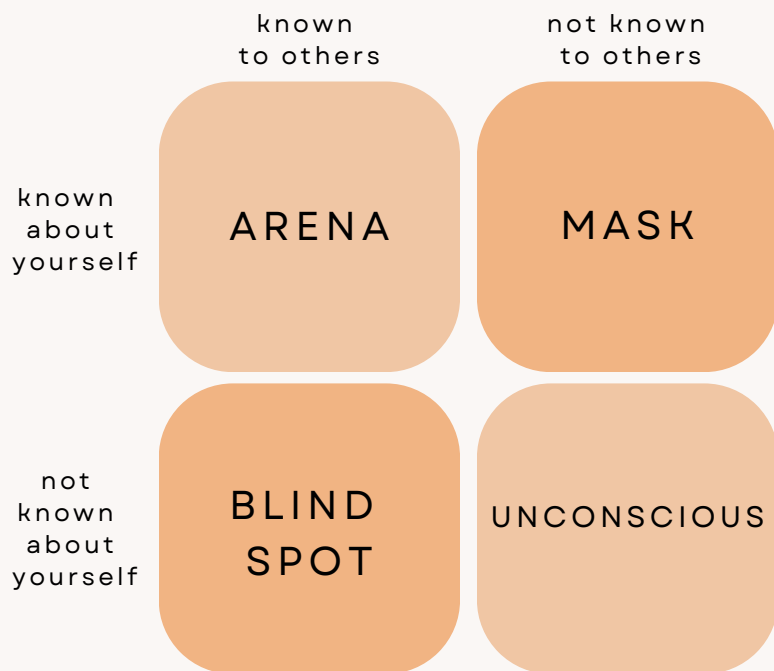 known
to others
not known
to others
known
about
yourself
ARENA
MASK
not
known
about
yourself
BLIND
SPOT
UNCONSCIOUS